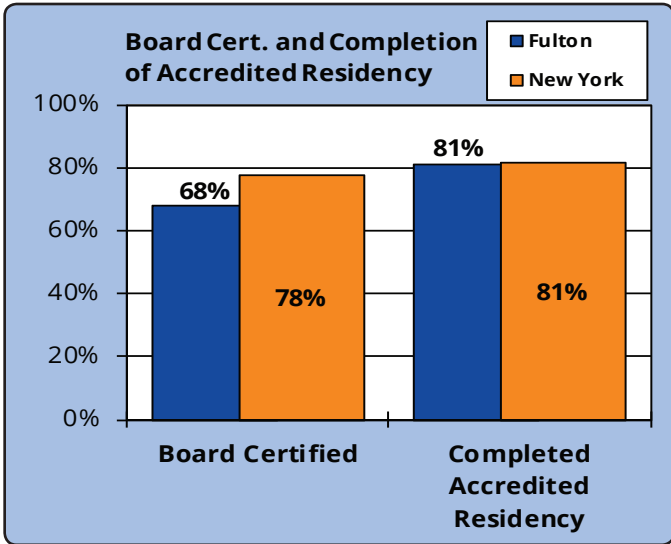 Board Cert. and Completion
of Accredited Residency
Fulton
New York
100%
80%
60%
40%
20%
0%
68%
78%
81%
81%
Board Certified
Completed
Accredited
Residency